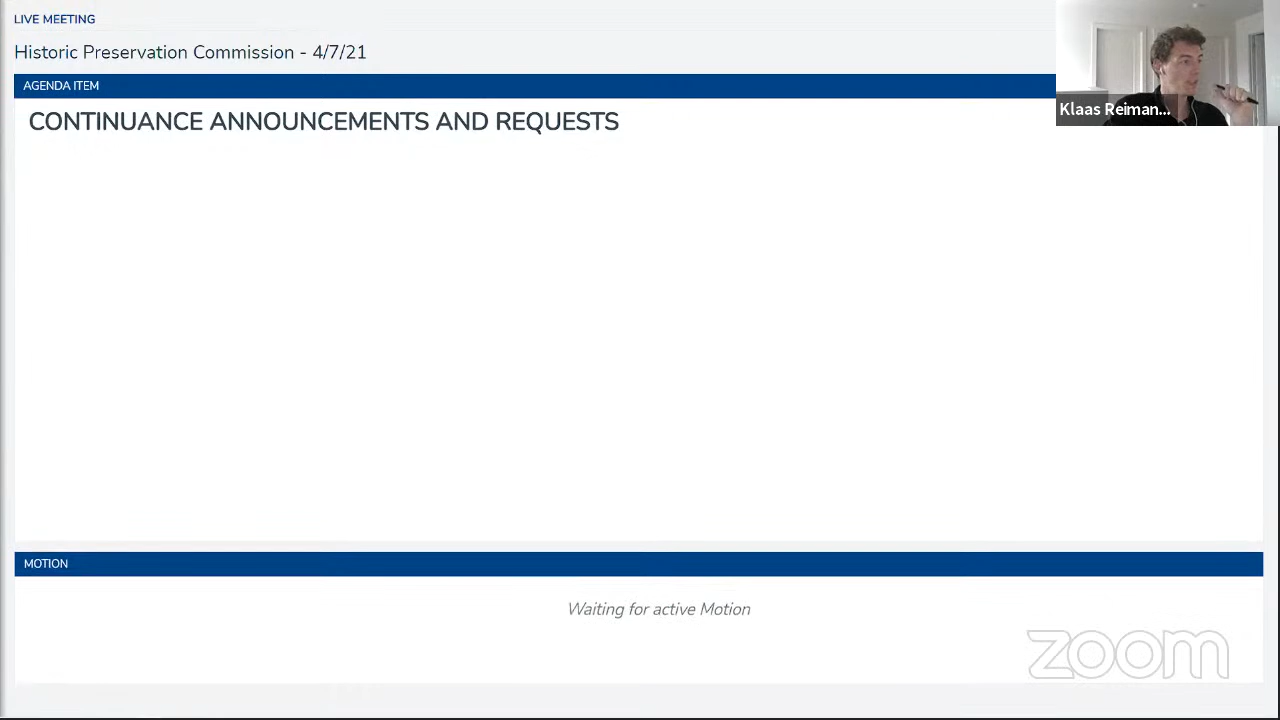 LIVE MEETING
Historic Preservation Commission - 4/7/21
AGENDA ITEM
CONTINUANCE ANNOUNCEMENTS AND REQUESTS
Klaas Reiman...
MOTION
Waiting for active Motion
zoom